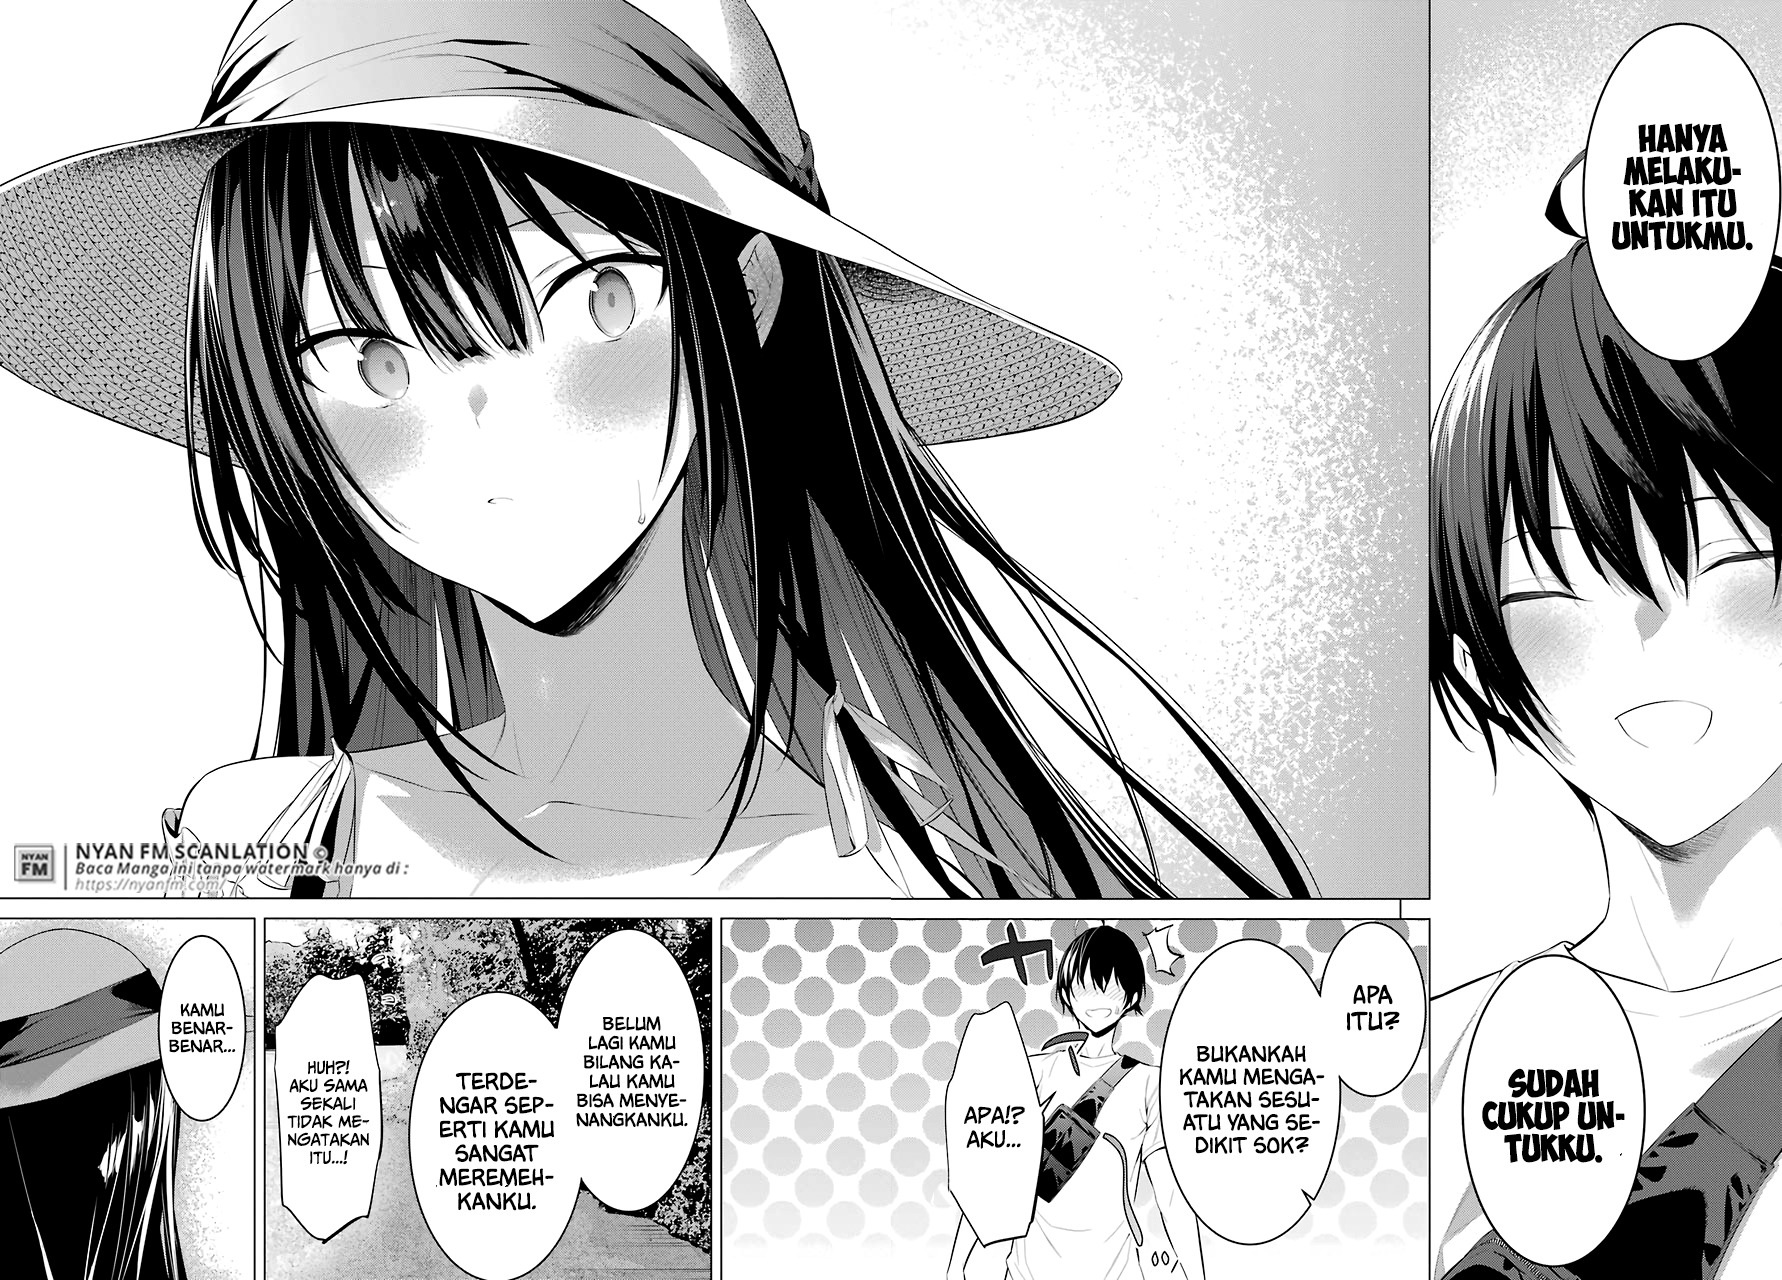 HANYA
MELAKU-
KAN ITU
UNTUKMU.
SUDAH
CUKUP UN-
TUKKU.
NYAN FM SCANLATION ©
Baca Manga ini tanpa watermark hanya di :
https://nyanfm.com/
NYAN
FM
APA
ITU?
BUKANKAH
KAMU MENGA-
TAKAN SESU-
ATU YANG SE-
DIKIT SOK?
APA!?
AKU...
BELUM
LAGI KAMU
BILANG KA-
LAU KAMU
BISA MENYE-
NANGKANKU.
TERDE-
NGAR SEP-
ERTI KAMU
SANGAT
MEREMEH-
KANKU.
HUH?!
AKU SAMA
SEKALI
TIDAK ME-
NGATAKAN
ITU...!
KAMU
BENAR-
BENAR...